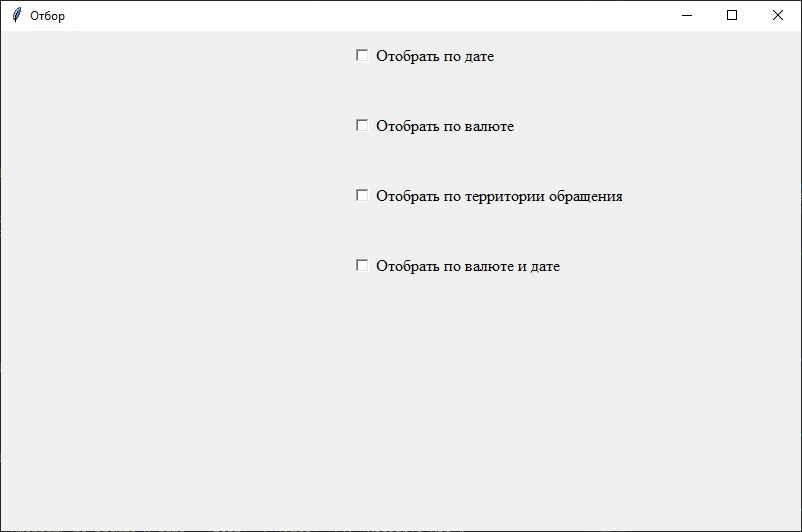 Отбор
Отобрать по дате
Отобрать по валюте
Отобрать по территории обращения
Отобрать по валюте и дате